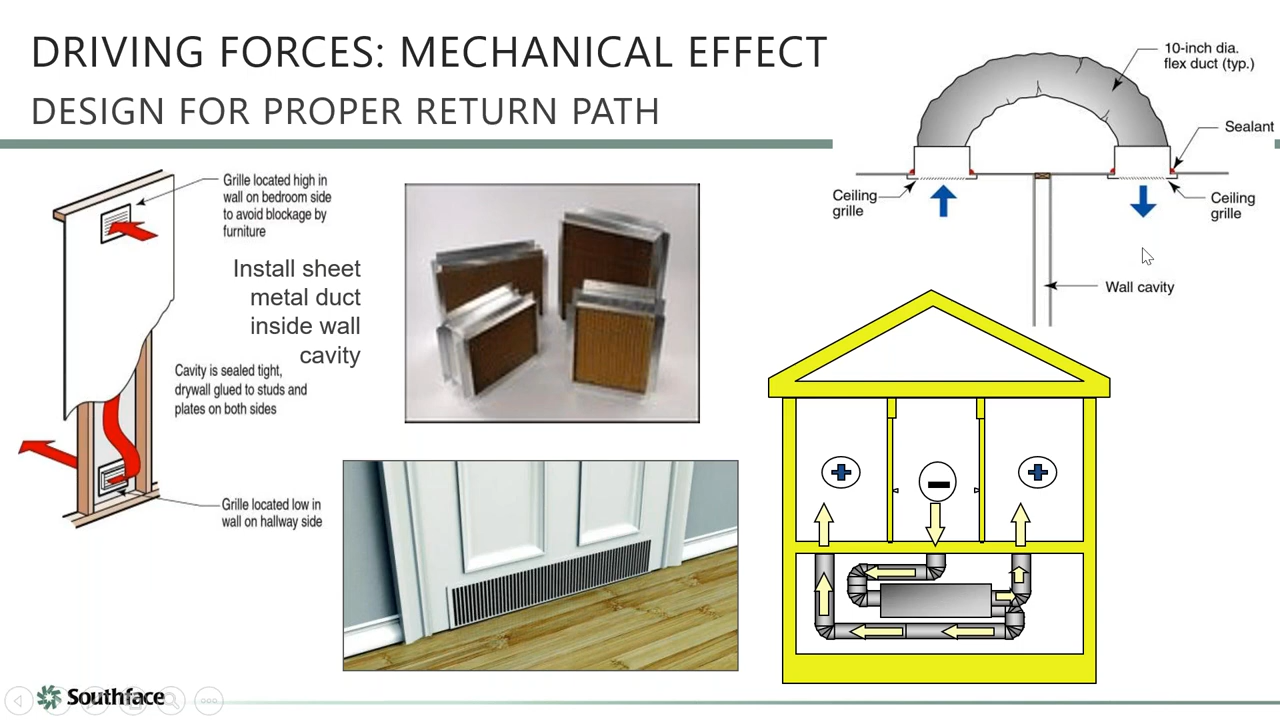 DRIVING FORCES: MECHANICAL EFFECT
DESIGN FOR PROPER RETURN PATH
10-inch dia.
flex duct (typ.)
Sealant
Ceiling
grille
Ceiling
grille
Wall cavity
Grille located high in
wall on bedroom side
to avoid blockage by
furniture
Install sheet
metal duct
inside wall
cavity
Cavity is sealed tight,
drywall glued to studs and
plates on both sides
Grille located low in
wall on hallway side
Southface